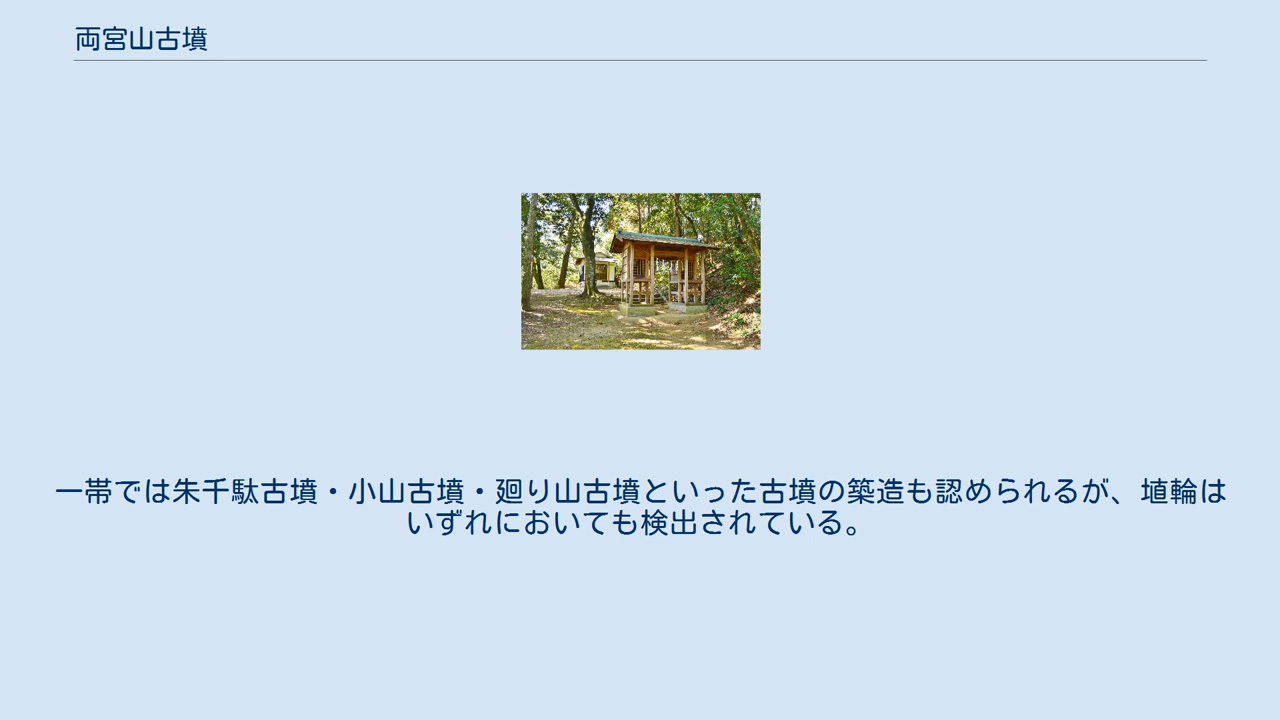 両宮山古墳
一帯では朱千駄古墳・小山古墳・廻り山古墳といった古墳の築造も認められるが、埴輪は
いずれにおいても検出されている。